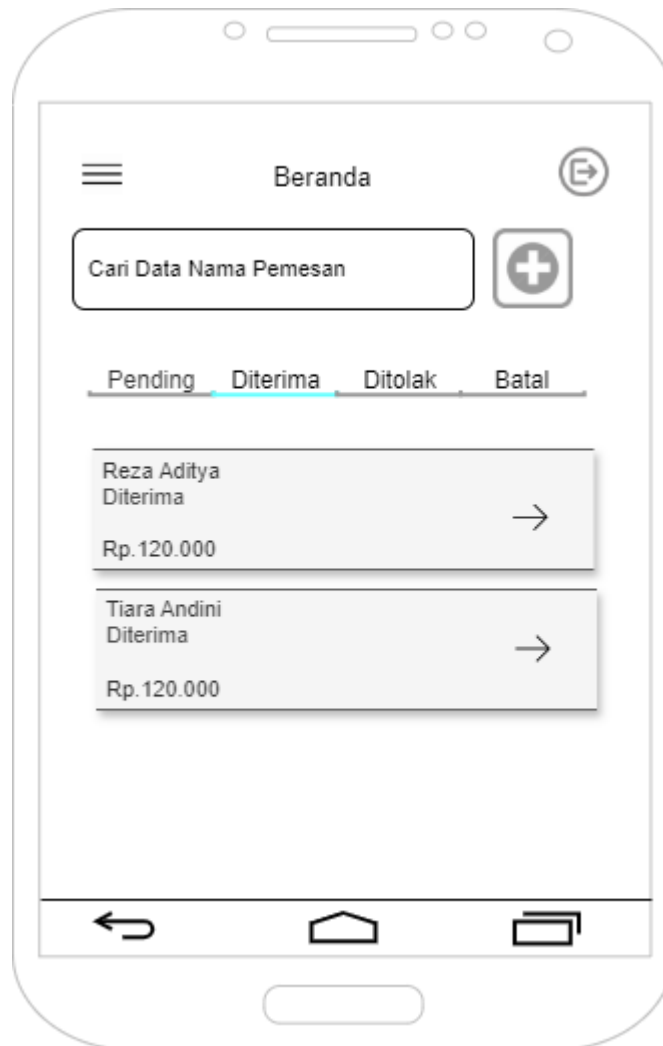 Beranda
Cari Data Nama Pemesan
Pending Diterima Ditolak Batal
Reza Aditya
Diterima
Rp.120.000
Tiara Andini
Diterima
Rp.120.000